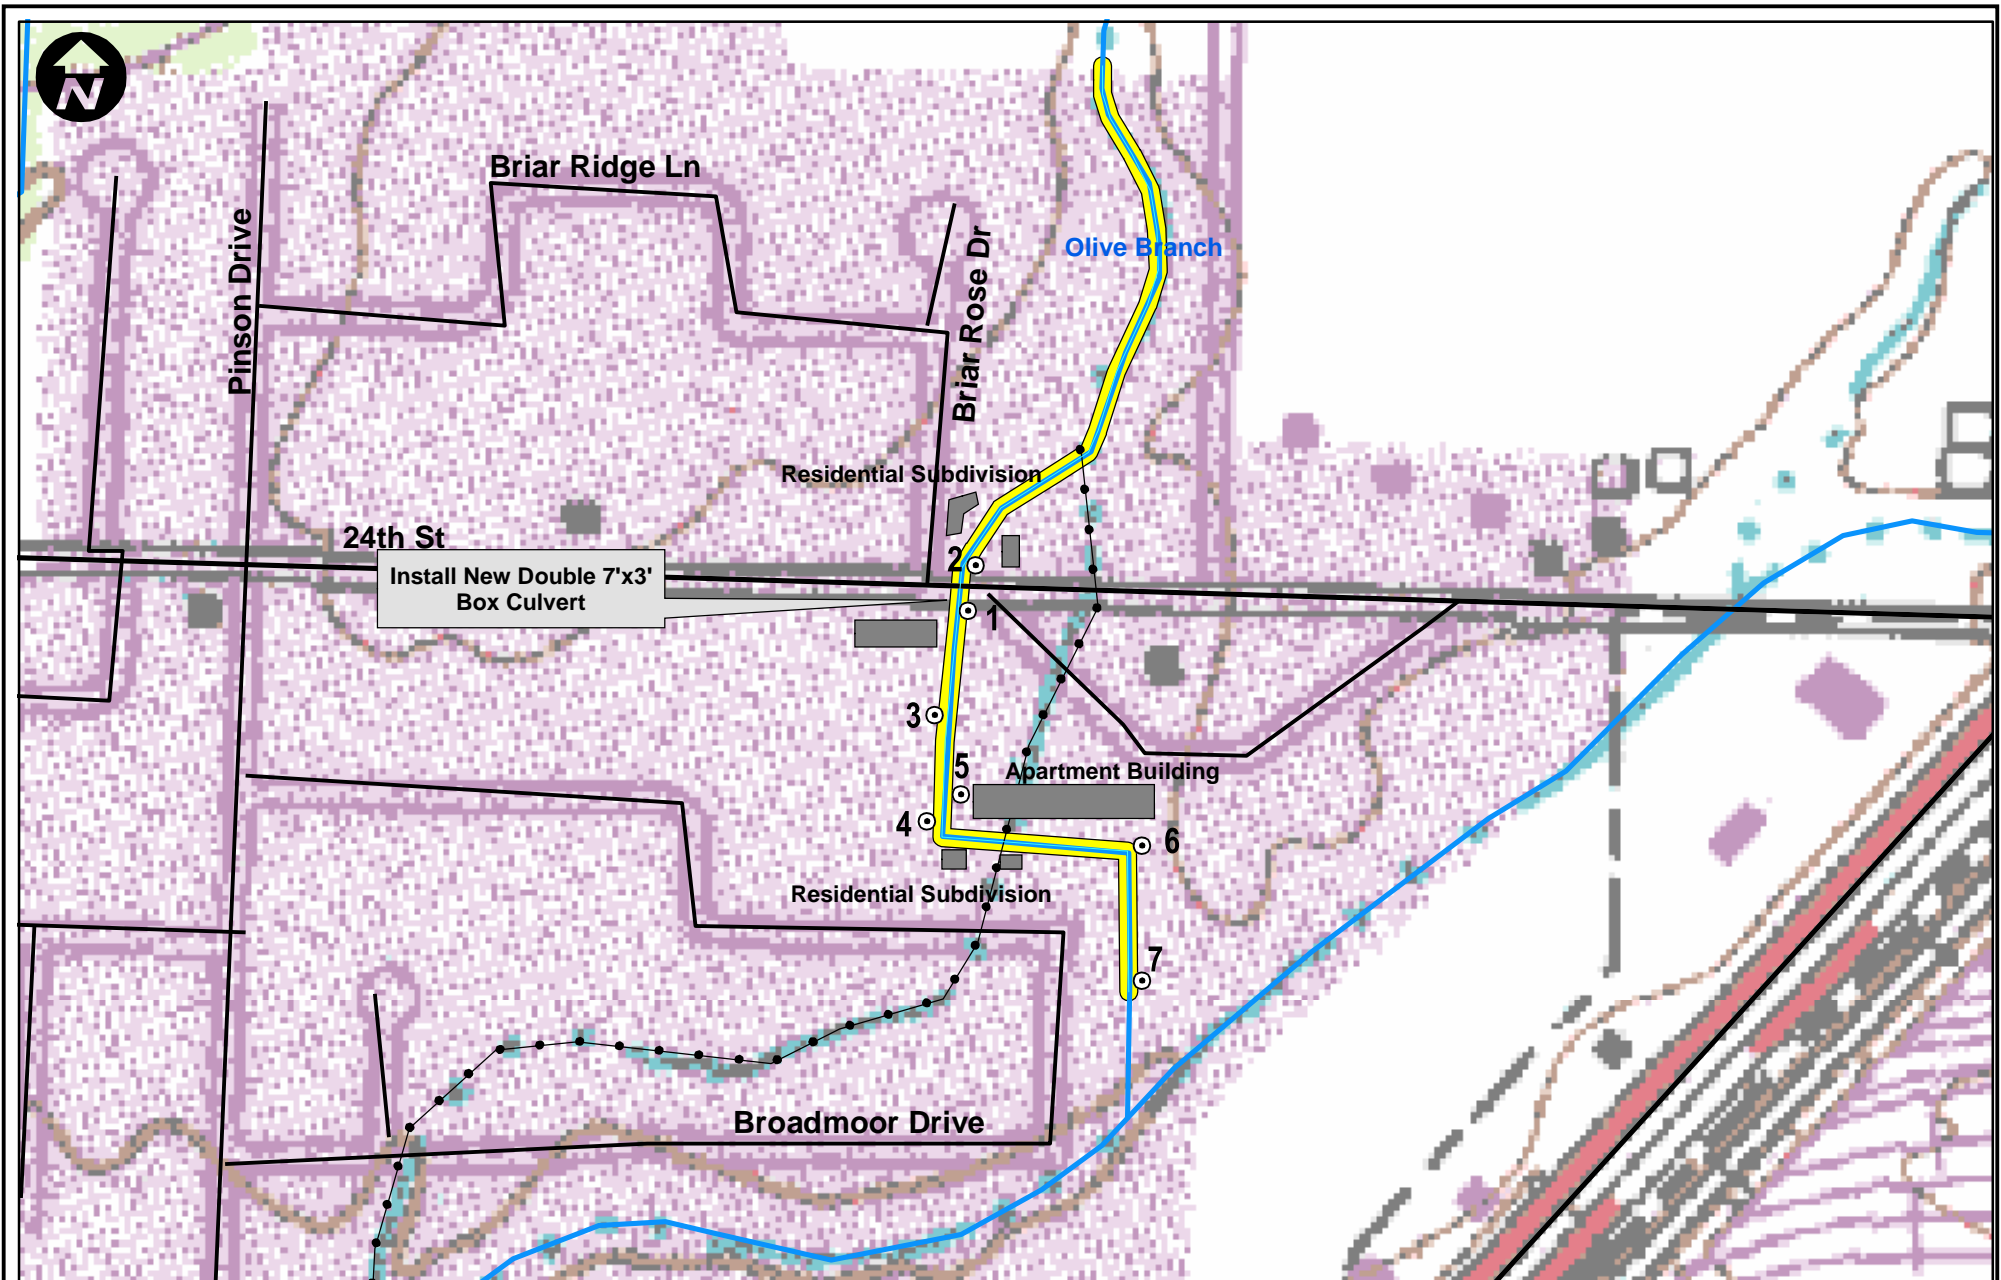 N
Briar Ridge Ln
Pinson Drive
Briar Rose Dr
Olive Branch
Residential Subdivision
24th St
Install New Double 7'x3'
Box Culvert
2
1
3
5
Apartment Building
4
6
Residential Subdivision
7
Broadmoor Drive